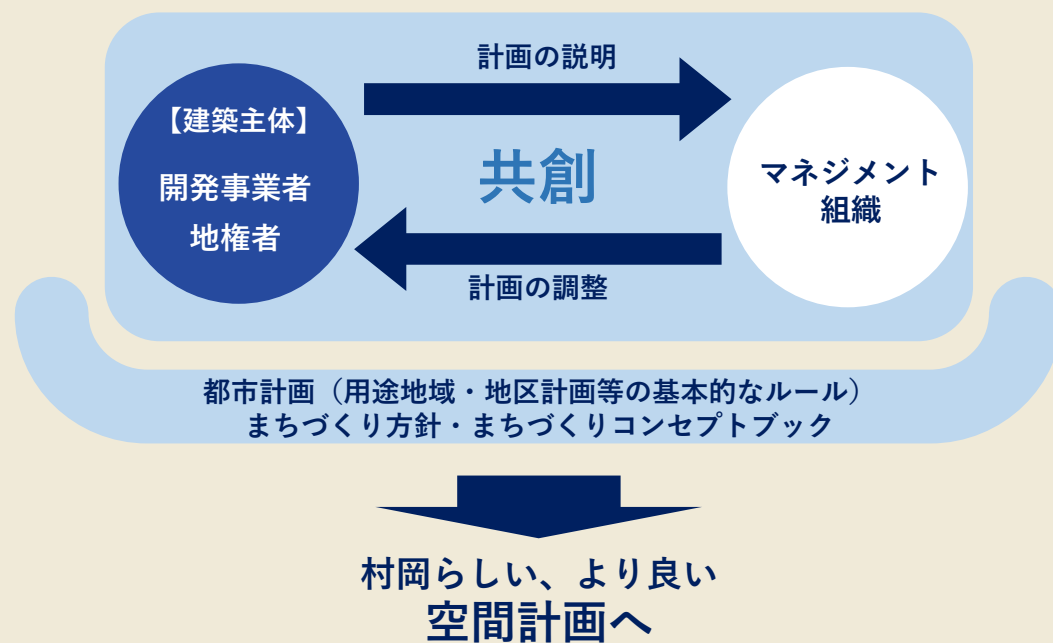 計画の説明
【建築主体】
開発事業者
地権者
共創
マネジメント
組織
計画の調整
都市計画（用途地域・地区計画等の基本的なルール）
まちづくり方針・まちづくりコンセプトブック
村岡らしい、より良い
空間計画へ